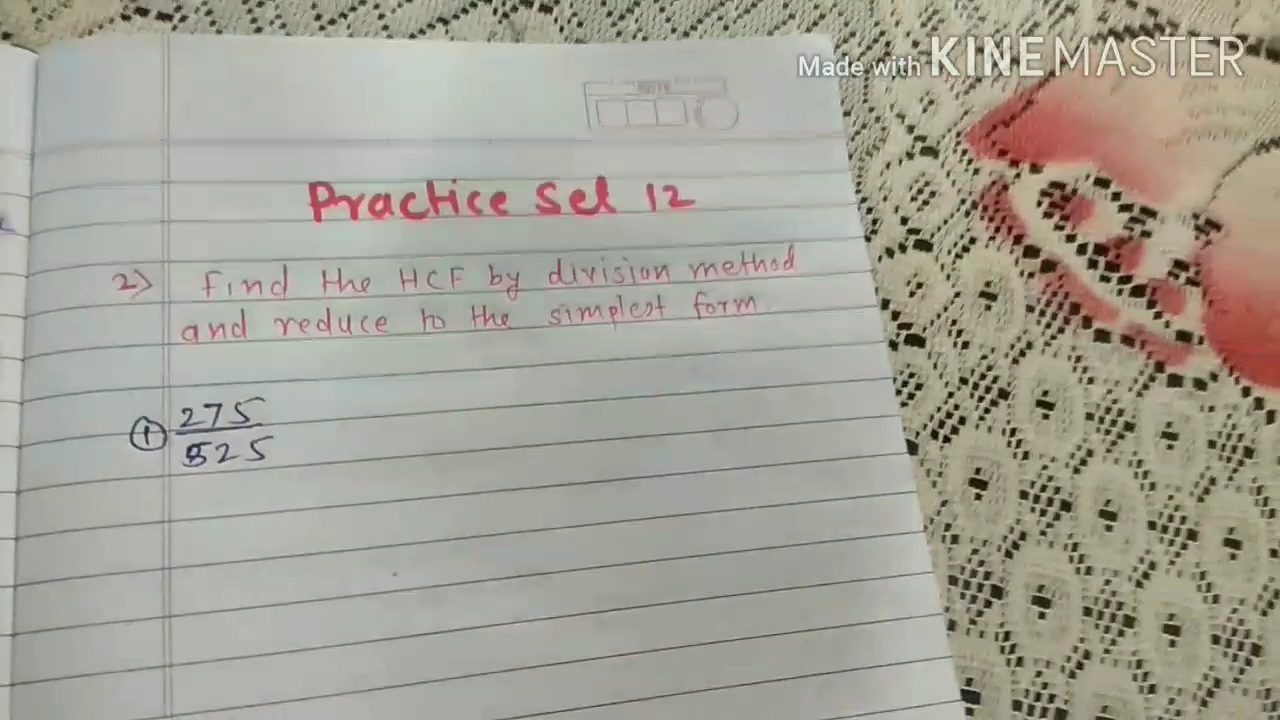 Made with KINEMASTER
Practice Set 12
2) Find the HCF by division method
and reduce to the simplest form
1 275
525